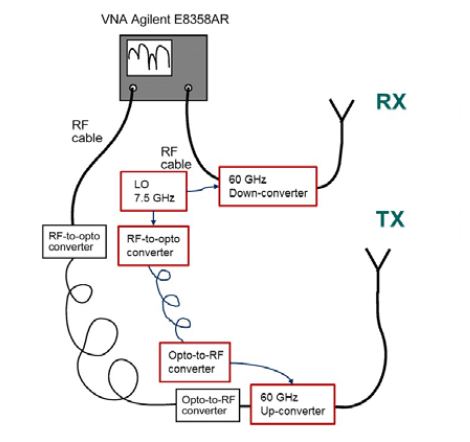 VNA Agilent E8358AR
RX
RF
cable
RF
cable
LO
7.5 GHz
60 GHz
Down-converter
TX
RF-to-opto
converter
RF-to-opto
converter
Opto-to-RF
converter
Opto-to-RF
converter
60 GHz
Up-converter